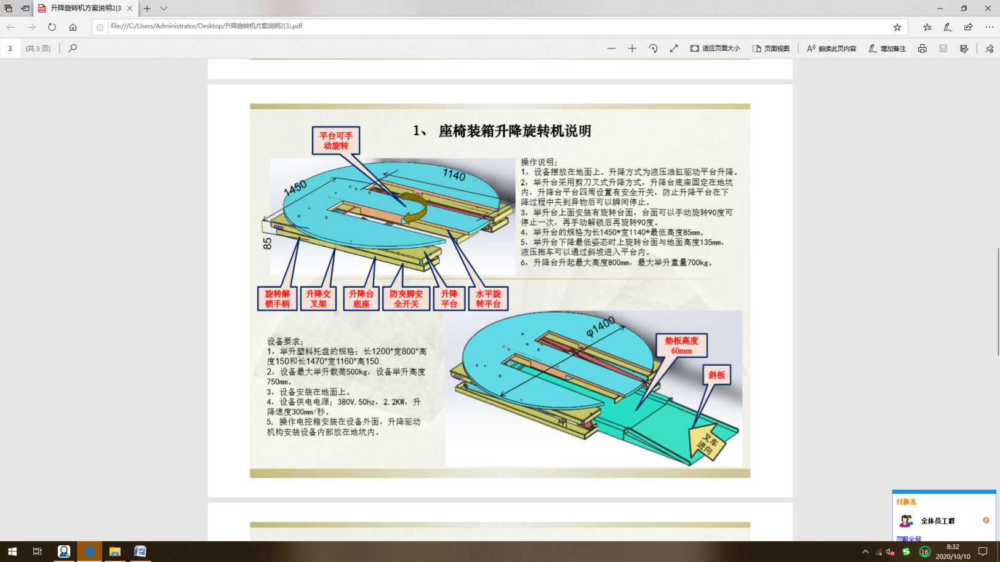 升降旋转机方案说明2(3
file:///C:/Users/Administrator/Desktop/升降旋转机方案说明2(3).pdf
3
(共 5 页)
适应页面大小
页面视图
朗读此页内容
增加备注
1、 座椅装箱升降旋转机说明
平台可手
动旋转
1450
1140
85
操作说明;
1，设备摆放在地面上、升降方式为液压油缸驱动平台升降。
2，举升台采用剪刀叉式升降方式，升降台底座固定在地坑
内，升降台平台四周设置有安全开关，防止升降平台在下
降过程中夹到异物后可以瞬间停止。
3，举升台上面安装有旋转台面，台面可以手动旋转90度可
停止一次，再手动解锁后再旋转90度。
4，举升台的规格为长1450*宽1140*最低高度85mm。
5，举升台下降最低姿态时上旋转台面与地面高度135mm，
液压拖车可以通过斜坡进入平台内。
6，升降台升起最大高度800mm，最大举升重量700kg。
旋转解
锁手柄
升降交
叉架
升降台
底座
防夹脚安
全开关
升降
平台
水平旋
转平台
设备要求;
1，举升塑料托盘的规格；长1200*宽800*高
度150和长1470*宽1160*高150.
2，设备最大举升载荷500kg，设备举升高度
750mm。
3，设备安装在地面上。
4，设备供电电源；380V,50hz，2.2KW，升
降速度300mm/秒。
5. 操作电控箱安装在设备外面，升降驱动
机构安装设备内部放在地坑内。
φ1400
垫板高度
60mm
斜板
叉车
进向
付静龙
全体员工群
忽略全部
16
8:32
2020/10/10